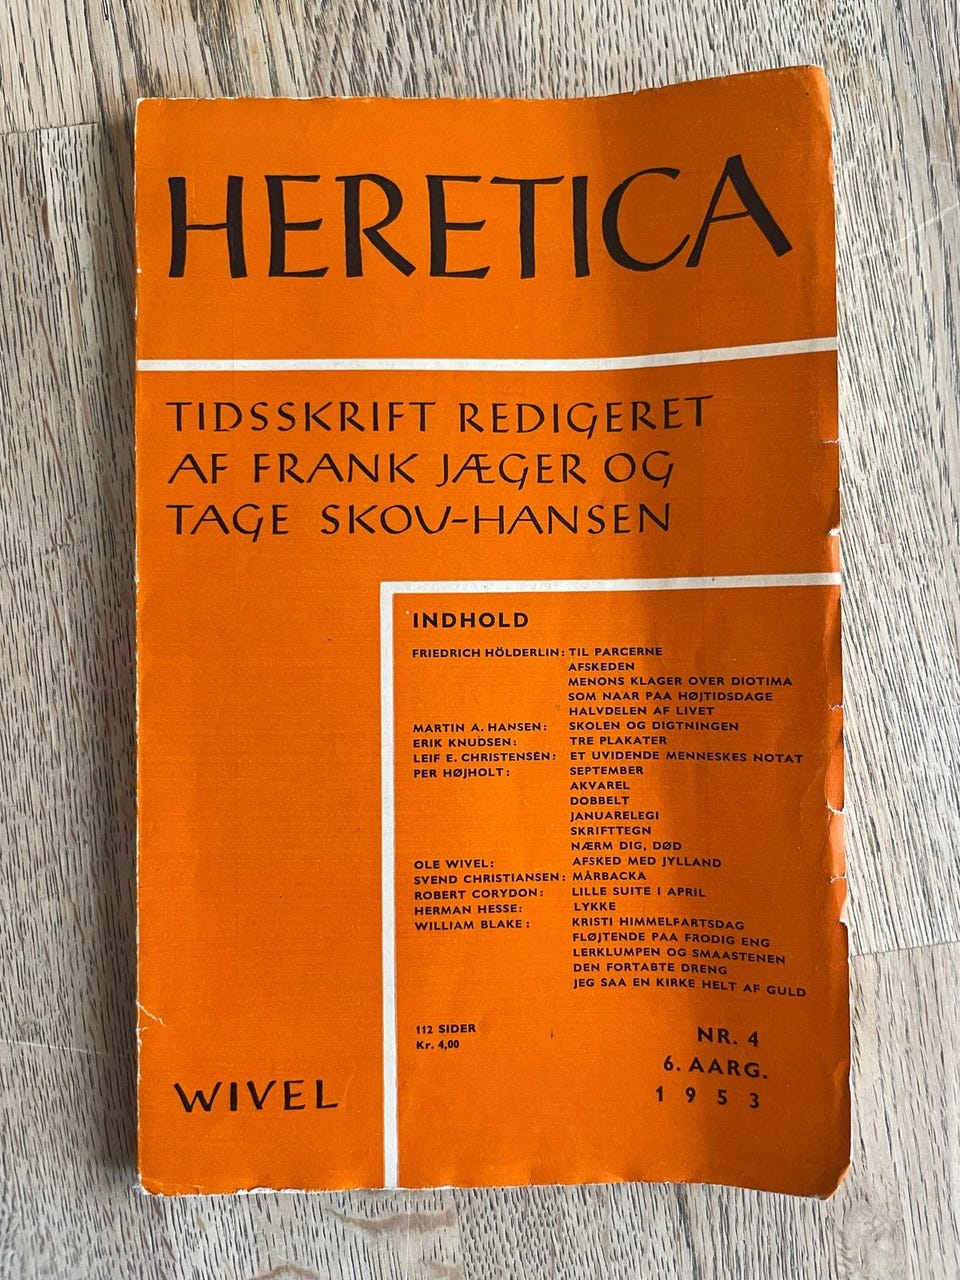 HERETICA
TIDSSKRIFT REDIGERET
AF FRANK JÆGER OG
TAGE SKOU-HANSEN
INDHOLD
FRIEDRICH HÖLDERLIN: TIL PARCERNE
AFSKEDEN
MENONS KLAGER OVER DIOTIMA
SOM NAAR PAA HØJTIDSDAGE
HALVDELEN AF LIVET
MARTIN A. HANSEN: SKOLEN OG DIGTNINGEN
ERIK KNUDSEN: TRE PLAKATER
LEIF E. CHRISTENSEN: ET UVIDENDE MENNESKES NOTAT
PER HØJHOLT: SEPTEMBER
AKVAREL
DOBBELT
JANUARELEGI
SKRIFTTEGN
NÆRM DIG, DØD
OLE WIVEL: AFSKED MED JYLLAND
SVEND CHRISTIANSEN: MÅRBACKA
ROBERT CORYDON: LILLE SUITE I APRIL
HERMAN HESSE: LYKKE
WILLIAM BLAKE: KRISTI HIMMELFARTSDAG
FLØJTENDE PAA FRODIG ENG
LERKLUMPEN OG SMAASTENEN
DEN FORTABTE DRENG
JEG SAA EN KIRKE HELT AF GULD
112 SIDER
Kr. 4,00
NR. 4
6. AARG.
1953
WIVEL